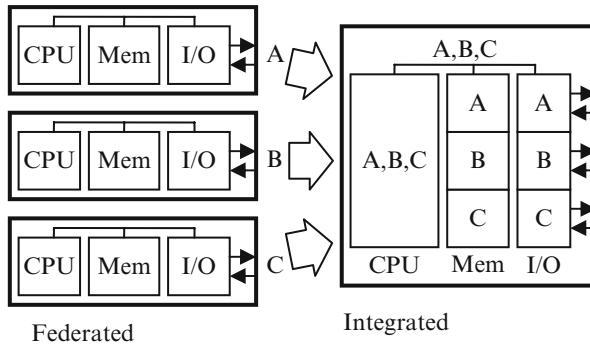 CPU Mem I/O A
CPU Mem I/O B
CPU Mem I/O C
Federated
A,B,C
A,B,C A A
B B
C C
CPU Mem I/O
Integrated